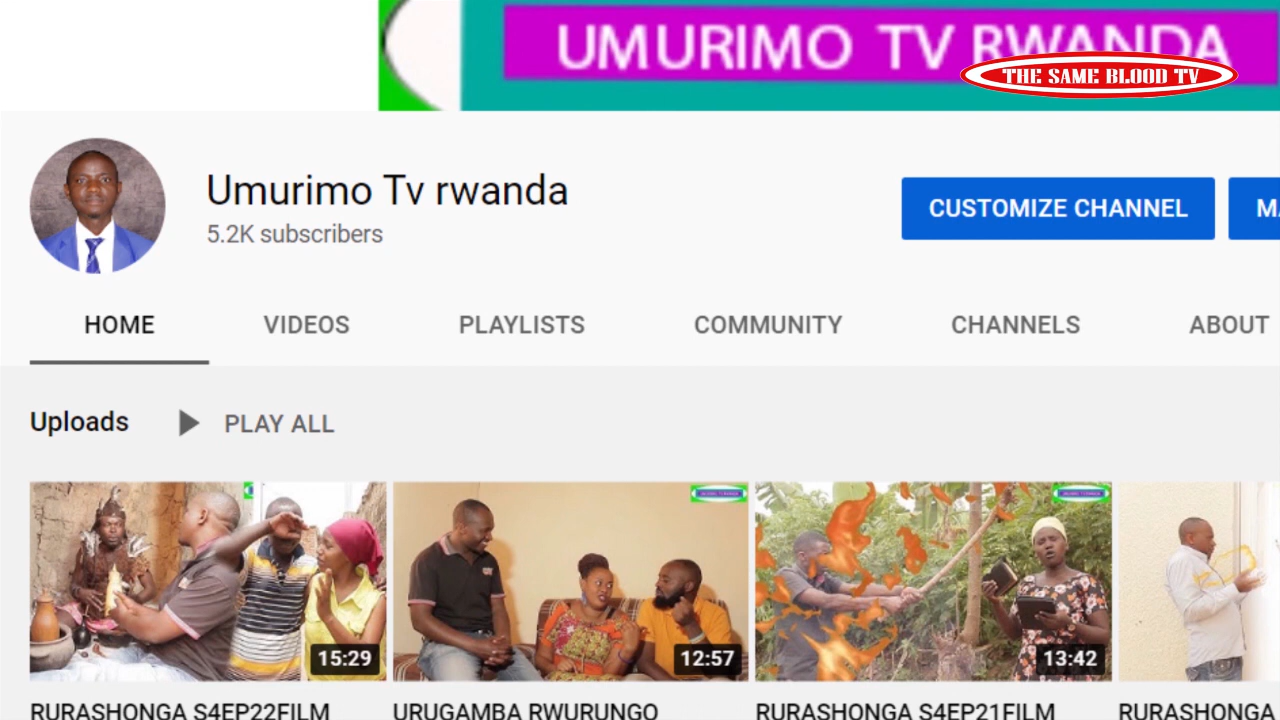 UMURIMO TV RWANDA
THE SAME BLOOD TV
Umurimo Tv rwanda
5.2K subscribers
CUSTOMIZE CHANNEL
HOME VIDEOS PLAYLISTS COMMUNITY CHANNELS ABOUT
Uploads PLAY ALL
15:29 12:57 13:42
RURASHONGA S4EP22FILM URUGAMBA RWURUNGO RURASHONGA S4EP21FILM RURASHONGA